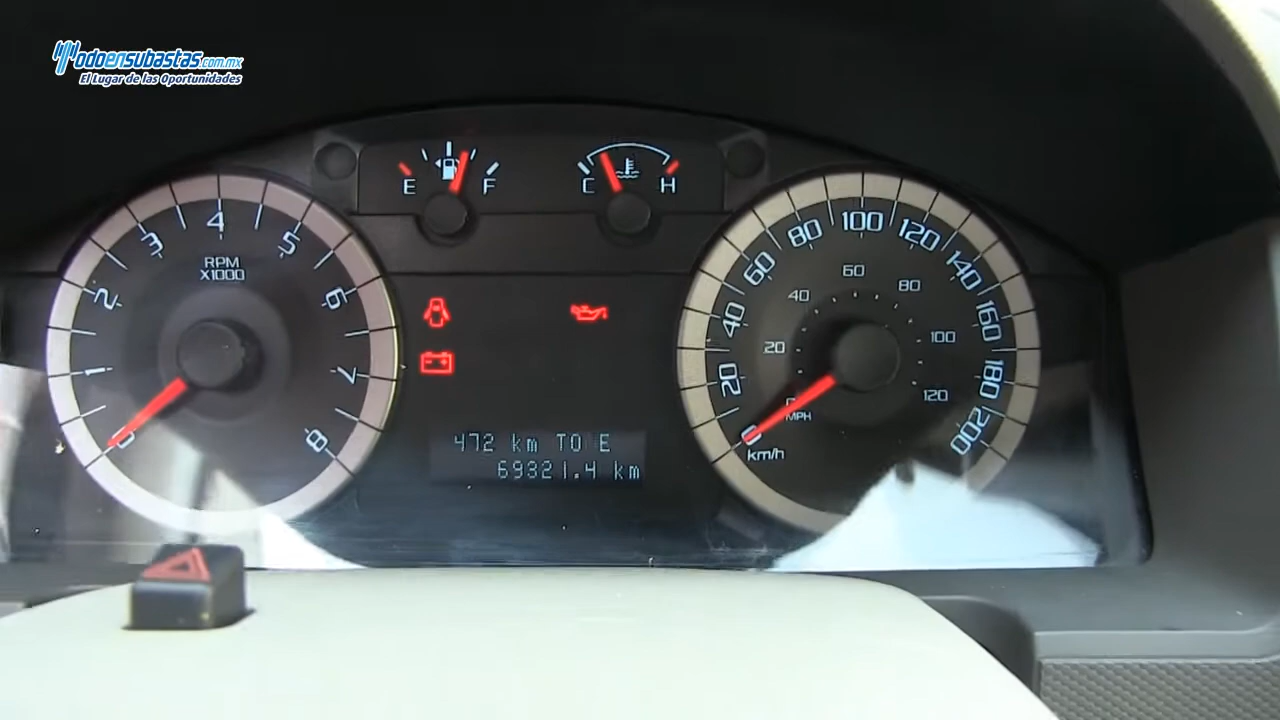 Todoensubastas.com.mx
El Lugar de las Oportunidades
E F
C H
0 1 2 3 4 5 6 7 8
RPM
X1000
0 20 40 60 80 100 120 140 160 180 200
km/h
0 20 40 60 80 100 120
MPH
472 km TO E
69321.4 km